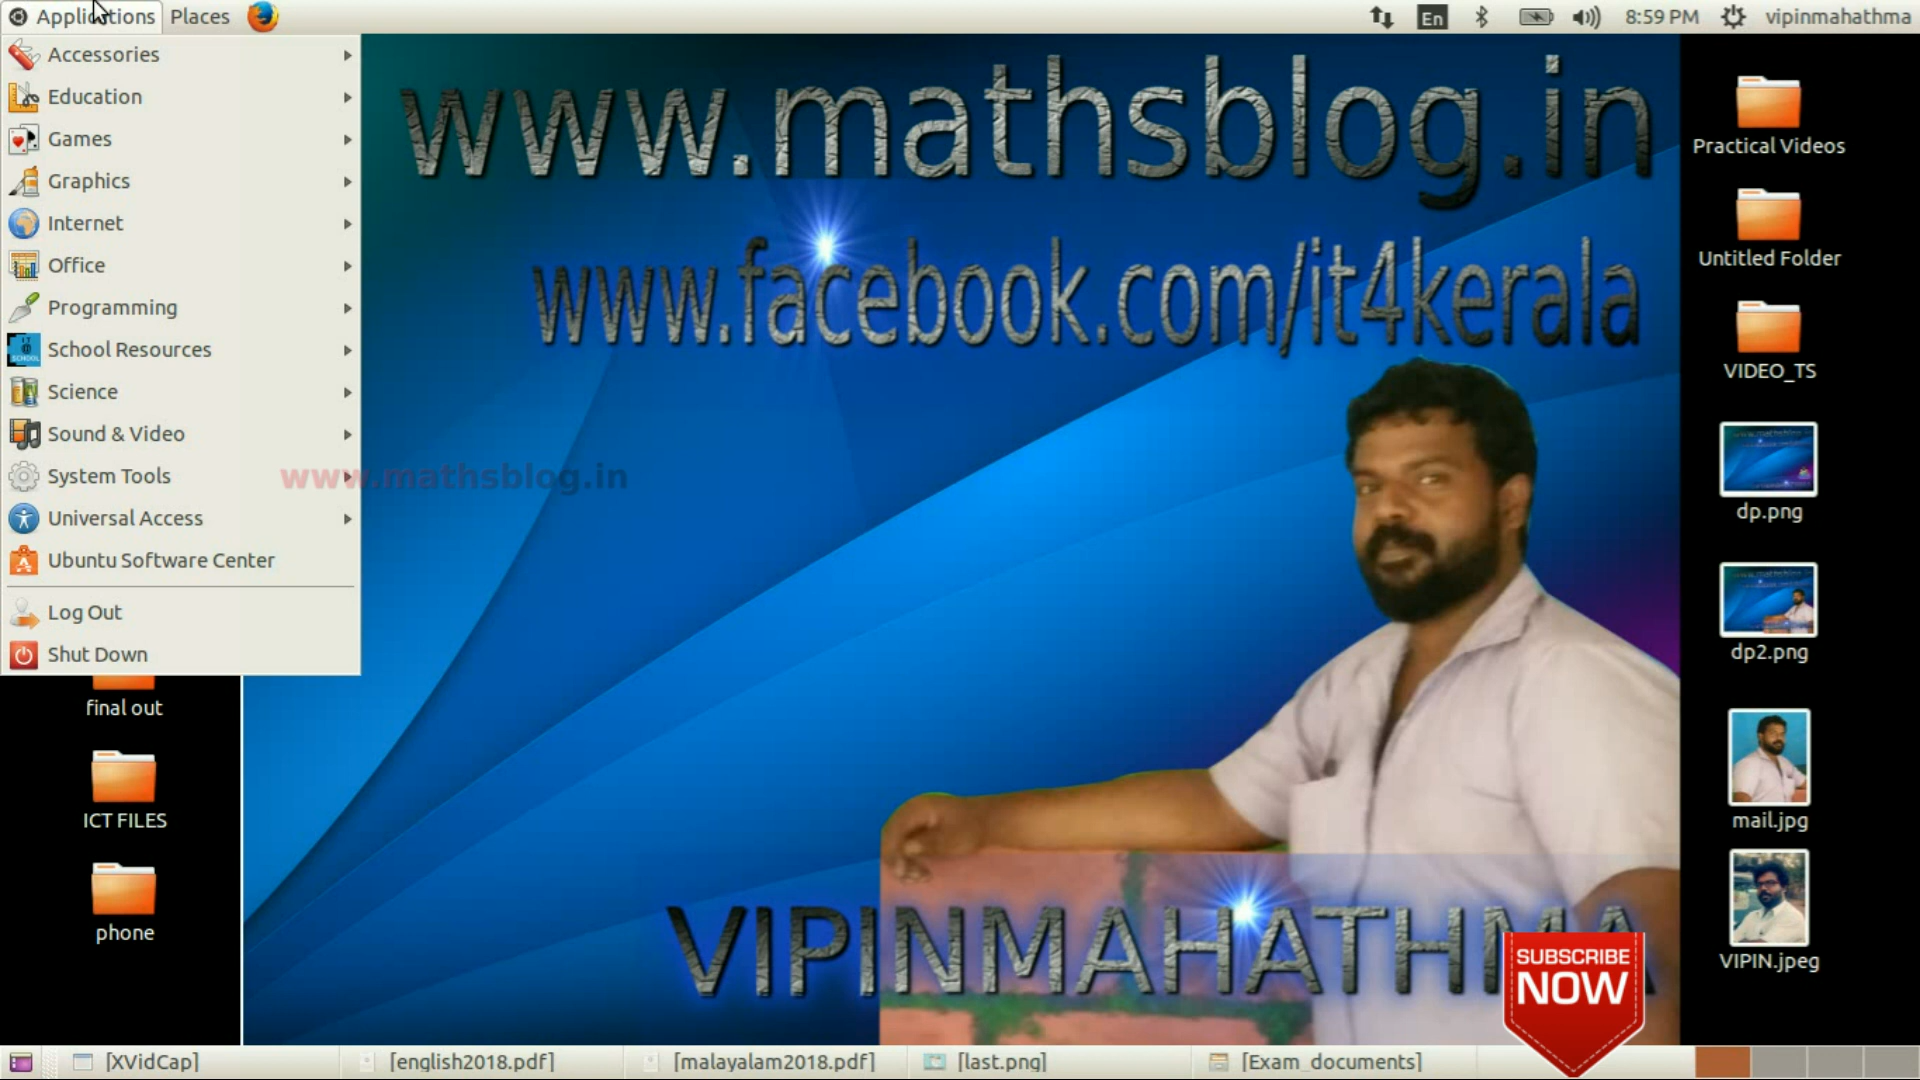 Applications Places En 8:59 PM vipinmahathma
Accessories
Education
Games
Graphics
Internet
Office
Programming
School Resources
Science
Sound & Video
System Tools
Universal Access
Ubuntu Software Center
Log Out
Shut Down
www.mathsblog.in
www.facebook.com/it4kerala
www.mathsblog.in
VIPINMAHATHMA
SUBSCRIBE
NOW
final out
ICT FILES
phone
Practical Videos
Untitled Folder
VIDEO_TS
dp.png
dp2.png
mail.jpg
VIPIN.jpeg
[XVidCap] [english2018.pdf] [malayalam2018.pdf] [last.png] [Exam_documents]